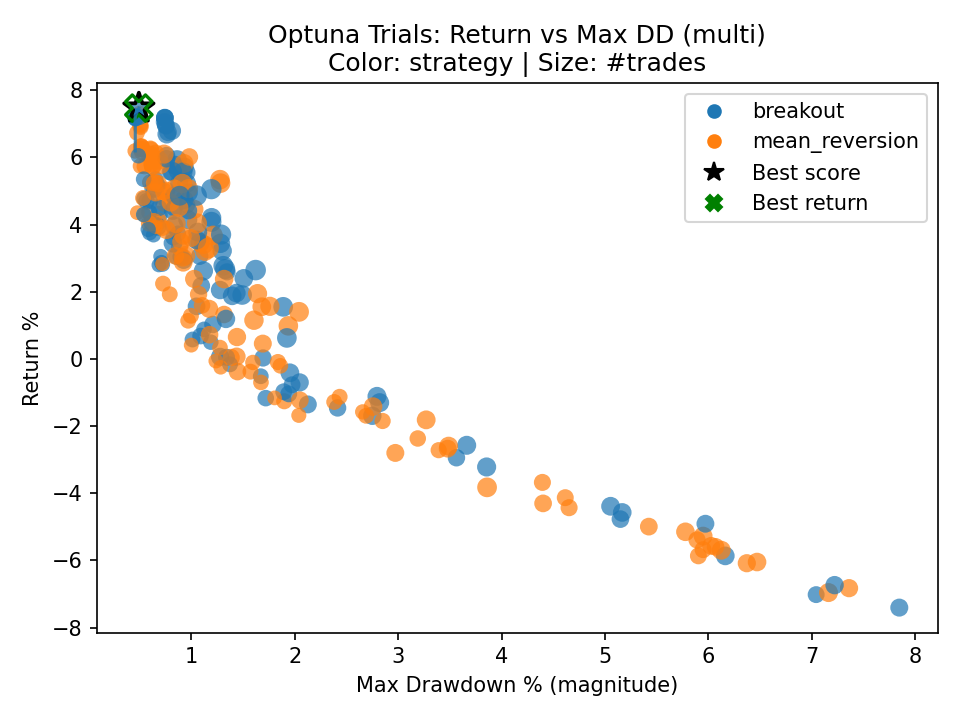 Optuna Trials: Return vs Max DD (multi)
Color: strategy | Size: #trades
breakout
mean_reversion
Best score
Best return
Return %
8
6
4
2
0
−2
−4
−6
−8
1
2
3
4
5
6
7
8
Max Drawdown % (magnitude)